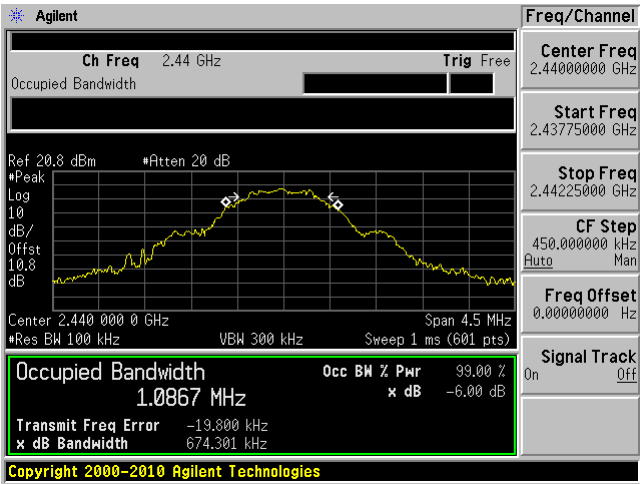 Agilent
Freq/Channel
Ch Freq 2.44 GHz Trig Free
Occupied Bandwidth
Center Freq
2.44000000 GHz
Start Freq
2.43775000 GHz
Stop Freq
2.44225000 GHz
CF Step
450.000000 kHz
Auto Man
Freq Offset
0.00000000 Hz
Signal Track
On Off
Ref 20.8 dBm #Atten 20 dB
#Peak
Log
10
dB/
Offst
10.8
dB
Center 2.440 000 0 GHz Span 4.5 MHz
#Res BW 100 kHz VBW 300 kHz Sweep 1 ms (601 pts)
Occupied Bandwidth Occ BW % Pwr 99.00 %
1.0867 MHz x dB -6.00 dB
Transmit Freq Error -19.800 kHz
x dB Bandwidth 674.301 kHz
Copyright 2000-2010 Agilent Technologies